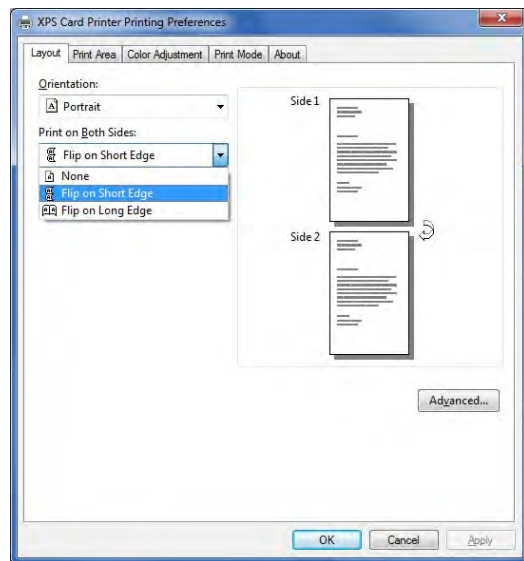 XPS Card Printer Printing Preferences
Layout Print Area Color Adjustment Print Mode About
Orientation:
Portrait
Print on Both Sides:
Flip on Short Edge
None
Flip on Short Edge
Flip on Long Edge
Side 1
Side 2
Advanced...
OK Cancel Apply